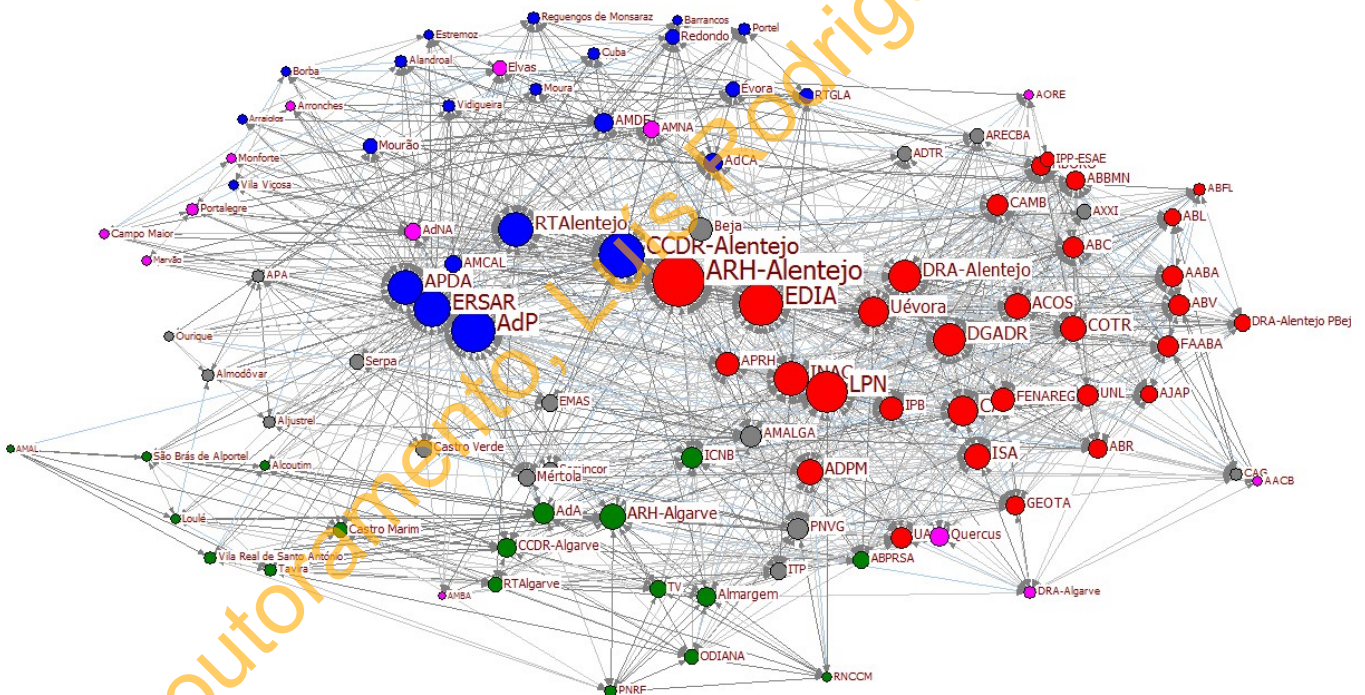 Reguengos de Monsaraz
Barrancos
Portel
Estremoz
Redondo
Cuba
Alandroal
Elvas
Borba
Moura
Évora
RTGLA
AORE
Arronches
Vidigueira
Arraiolos
AMDE
AMNA
ARECBA
Mourão
ADTR
IPP-ESAE
Monforte
AdCA
ABBMN
Vila Viçosa
ABFL
Portalegre
CAMB
AXXI
ABL
Campo Maior
AdNA
RTAlentejo
Beja
CCDR-Alentejo
ABC
Marvão
AMCAL
ARH-Alentejo
DRA-Alentejo
AABA
APA
APDA
EDIA
Uévora
ACOS
ABV
ERSAR
AdP
COTR
DRA-Alentejo PBej
Ourique
DGADR
FAABA
Serpa
APRH
INAG
Almodôvar
LPN
EMAS
IPB
FENAREG
UNL
AJAP
Aljustrel
AMALGA
AMAL
São Brás de Alportel
Castro Verde
ICNB
ISA
ABR
Alcoutim
Mértola
ADPM
CAG
AACB
Loulé
AdA
ARH-Algarve
GEOTA
Castro Marim
PNVG
Quercus
CCDR-Algarve
Vila Real de Santo António
ABPRSA
Tavira
ITP
RTAlgarve
TV
AMBA
Almargem
DRA-Algarve
ODIANA
RNCCM
PNRF
outoramento, Luís Rodrig